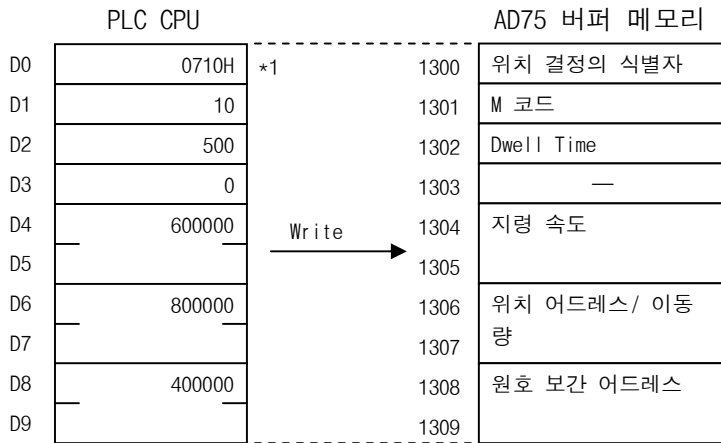 PLC CPU AD75 버퍼 메모리
D0 0710H *1 1300 위치 결정의 식별자
D1 10 1301 M 코드
D2 500 1302 Dwell Time
D3 0 1303 —
D4 600000 Write 1304 지령 속도
D5 1305
D6 800000 1306 위치 어드레스/ 이동
D7 1307 량
D8 400000 1308 원호 보간 어드레스
D9 1309